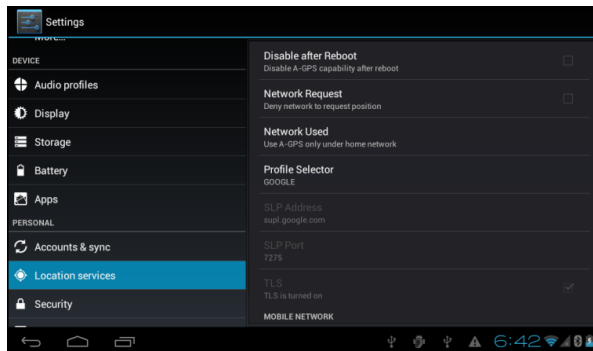 Settings
More...
DEVICE
Audio profiles
Display
Storage
Battery
Apps
PERSONAL
Accounts & sync
Location services
Security
Disable after Reboot
Disable A-GPS capability after reboot
Network Request
Deny network to request position
Network Used
Use A-GPS only under home network
Profile Selector
GOOGLE
SLP Address
supl.google.com
SLP Port
7275
TLS
TLS is turned on
MOBILE NETWORK
6:42